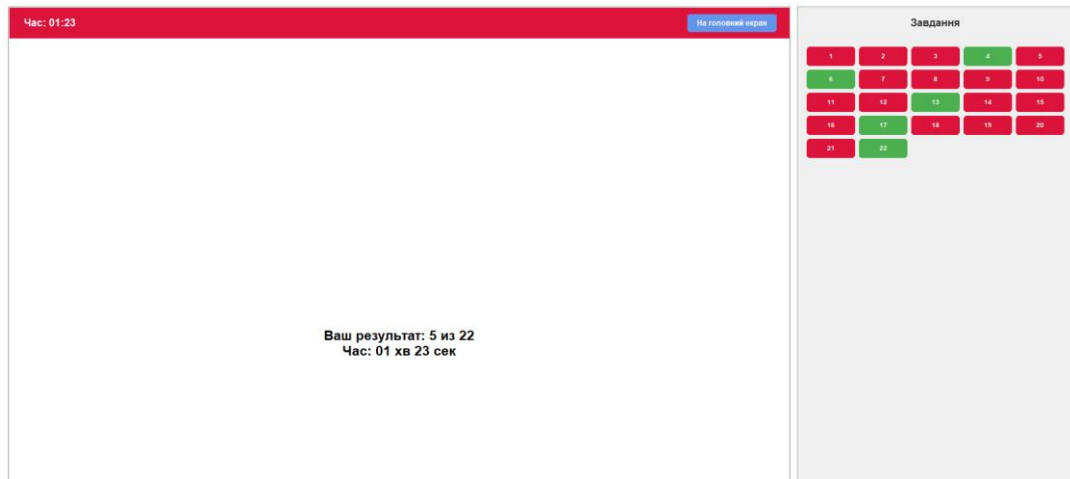 Час: 01:23
На головний екран
Завдання
1 2 3 4 5
6 7 8 9 10
11 12 13 14 15
16 17 18 19 20
21 22
Ваш результат: 5 из 22
Час: 01 хв 23 сек